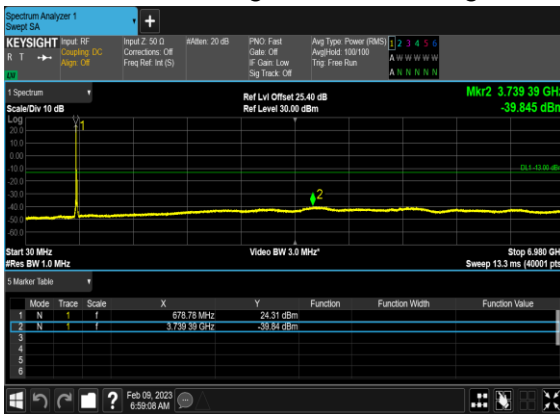 Spectrum Analyzer 1
Swept SA
KEYSIGHT Input: RF Input Z: 50 Ω #Atten: 20 dB PNO: Fast Avg Type: Power (RMS) 1 2 3 4 5 6
R T Coupling: DC Corrections: Off Gate: Off Avg|Hold: 100/100 A W W W W W
Align: Off Freq Ref: Int (S) IF Gain: Low Trig: Free Run
Sig Track: Off A N N N N N
LV
1 Spectrum Ref Lvl Offset 25.40 dB Mkr2 3.739 39 GHz
Scale/Div 10 dB Ref Level 30.00 dBm -39.845 dBm
Log
20.0
10.0
0.00
-10.0
-20.0
-30.0
-40.0
-50.0
-60.0
1
DL1 -13.00 dBm
2
Start 30 MHz Video BW 3.0 MHz* Stop 6.980 GHz
#Res BW 1.0 MHz Sweep 13.3 ms (40001 pts)
5 Marker Table
Mode Trace Scale X Y Function Function Width Function Value
1 N 1 f 678.78 MHz 24.31 dBm
2 N 1 f 3.739 39 GHz -39.84 dBm
3
4
5
6
? Feb 09, 2023
6:59:08 AM